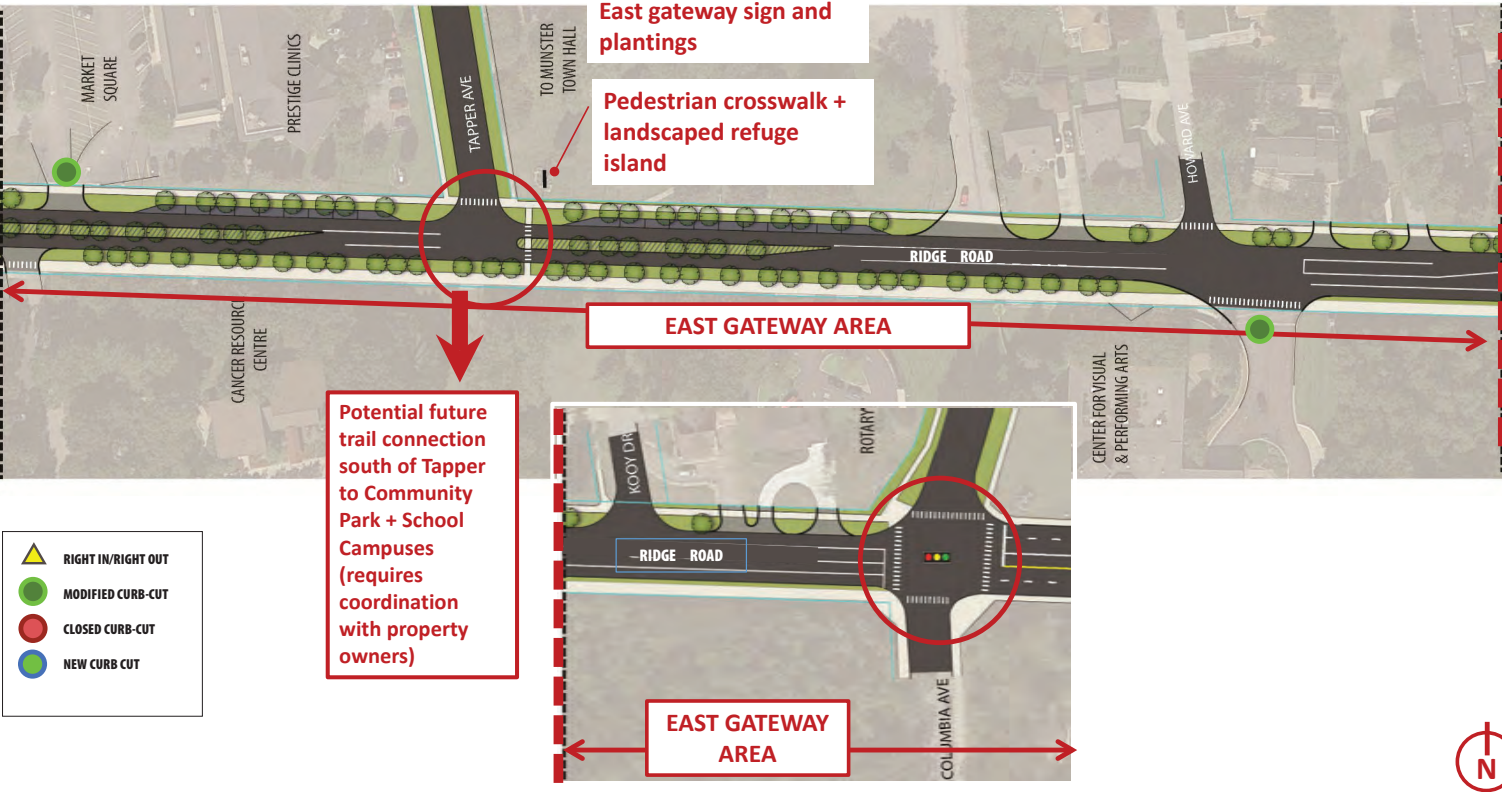 East gateway sign and
plantings
Pedestrian crosswalk +
landscaped refuge
island
MARKET
SQUARE
PRESTIGE CLINICS
TAPPER AVE
TO MUNSTER
TOWN HALL
HOWARD AVE
RIDGE ROAD
EAST GATEWAY AREA
CANCER RESOURCE
CENTRE
CENTER FOR VISUAL
& PERFORMING ARTS
Potential future
trail connection
south of Tapper
to Community
Park + School
Campuses
(requires
coordination
with property
owners)
KOOY DR
ROTARY
RIDGE ROAD
COLUMBIA AVE
EAST GATEWAY
AREA
RIGHT IN/RIGHT OUT
MODIFIED CURB-CUT
CLOSED CURB-CUT
NEW CURB CUT
N